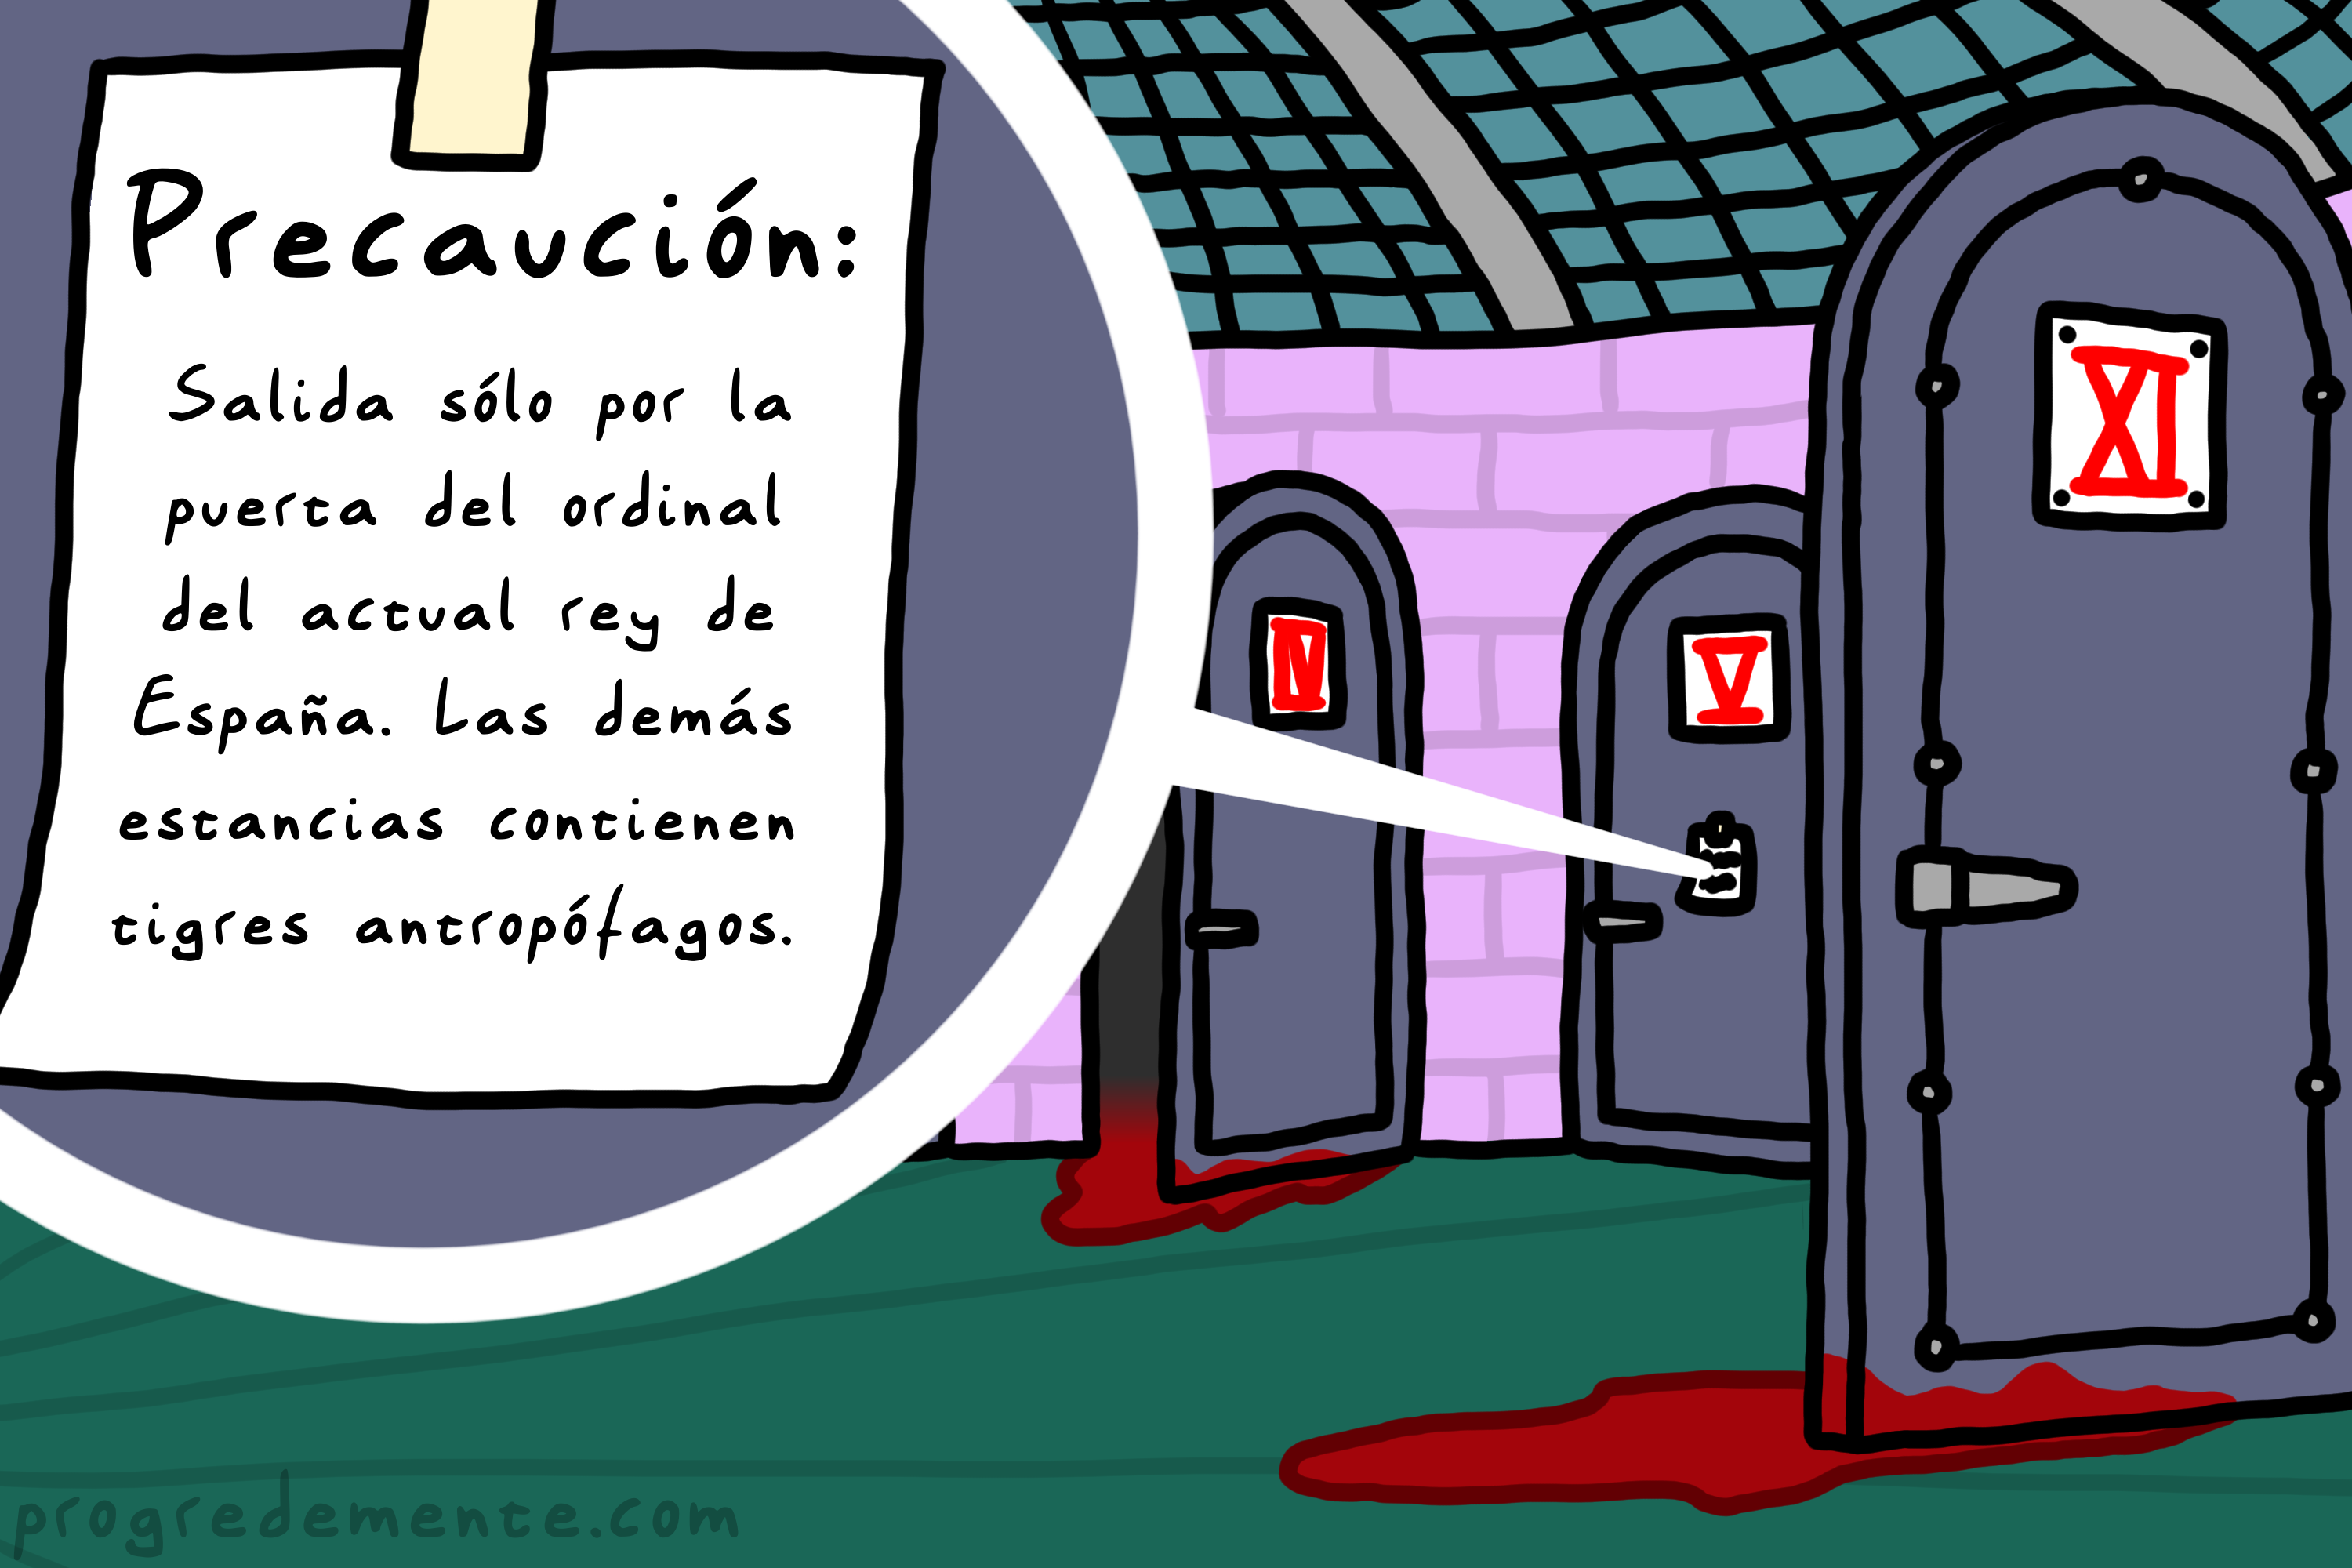 Precaución:
Salida sólo por la
puerta del ordinal
del actual rey de
España. Las demás
estancias contienen
tigres antropófagos.
IV
V
XI
progredemente.com